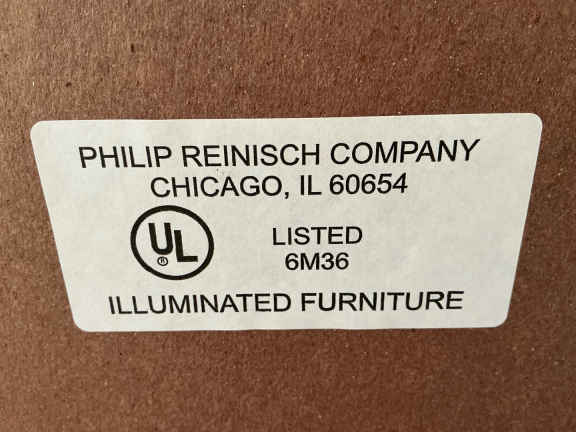 PHILIP REINISCH COMPANY
CHICAGO, IL 60654
UL® LISTED
6M36
ILLUMINATED FURNITURE